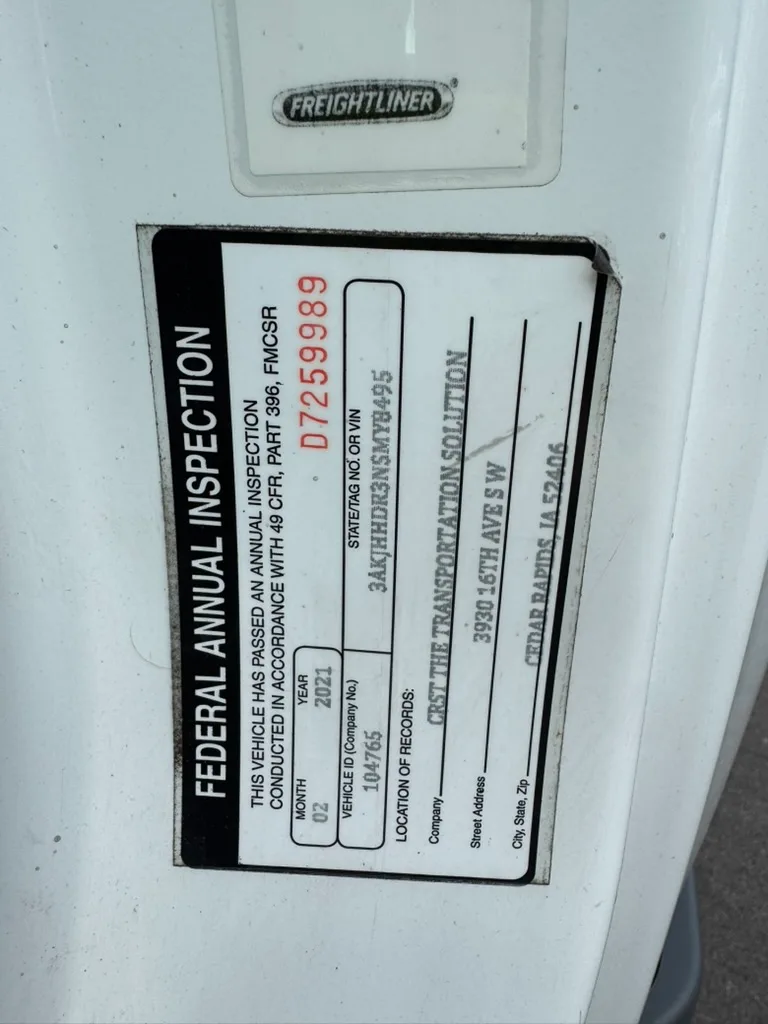 FREIGHTLINER®
FEDERAL ANNUAL INSPECTION
THIS VEHICLE HAS PASSED AN ANNUAL INSPECTION
CONDUCTED IN ACCORDANCE WITH 49 CFR, PART 396, FMCSR
MONTH YEAR
02 2021
D7259989
VEHICLE ID (Company No.) STATE/TAG NO. OR VIN
104765 3AKJHHDR3NSMY8495
LOCATION OF RECORDS:
Company CRST THE TRANSPORTATION SOLUTION
Street Address 3930 16TH AVE S W
City, State, Zip CEDAR RAPIDS, IA 52406